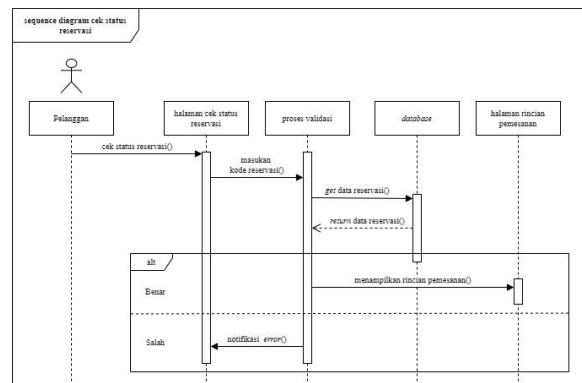 sequence diagram cek status
reservasi
Pelanggan
halaman cek status
reservasi
proses validasi
database
halaman rincian
pemesanan
cek status reservasi()
masukan
kode reservasi()
get data reservasi()
return data reservasi()
alt
Benar
menampilkan rincian pemesanan()
Salah
notifikasi error()